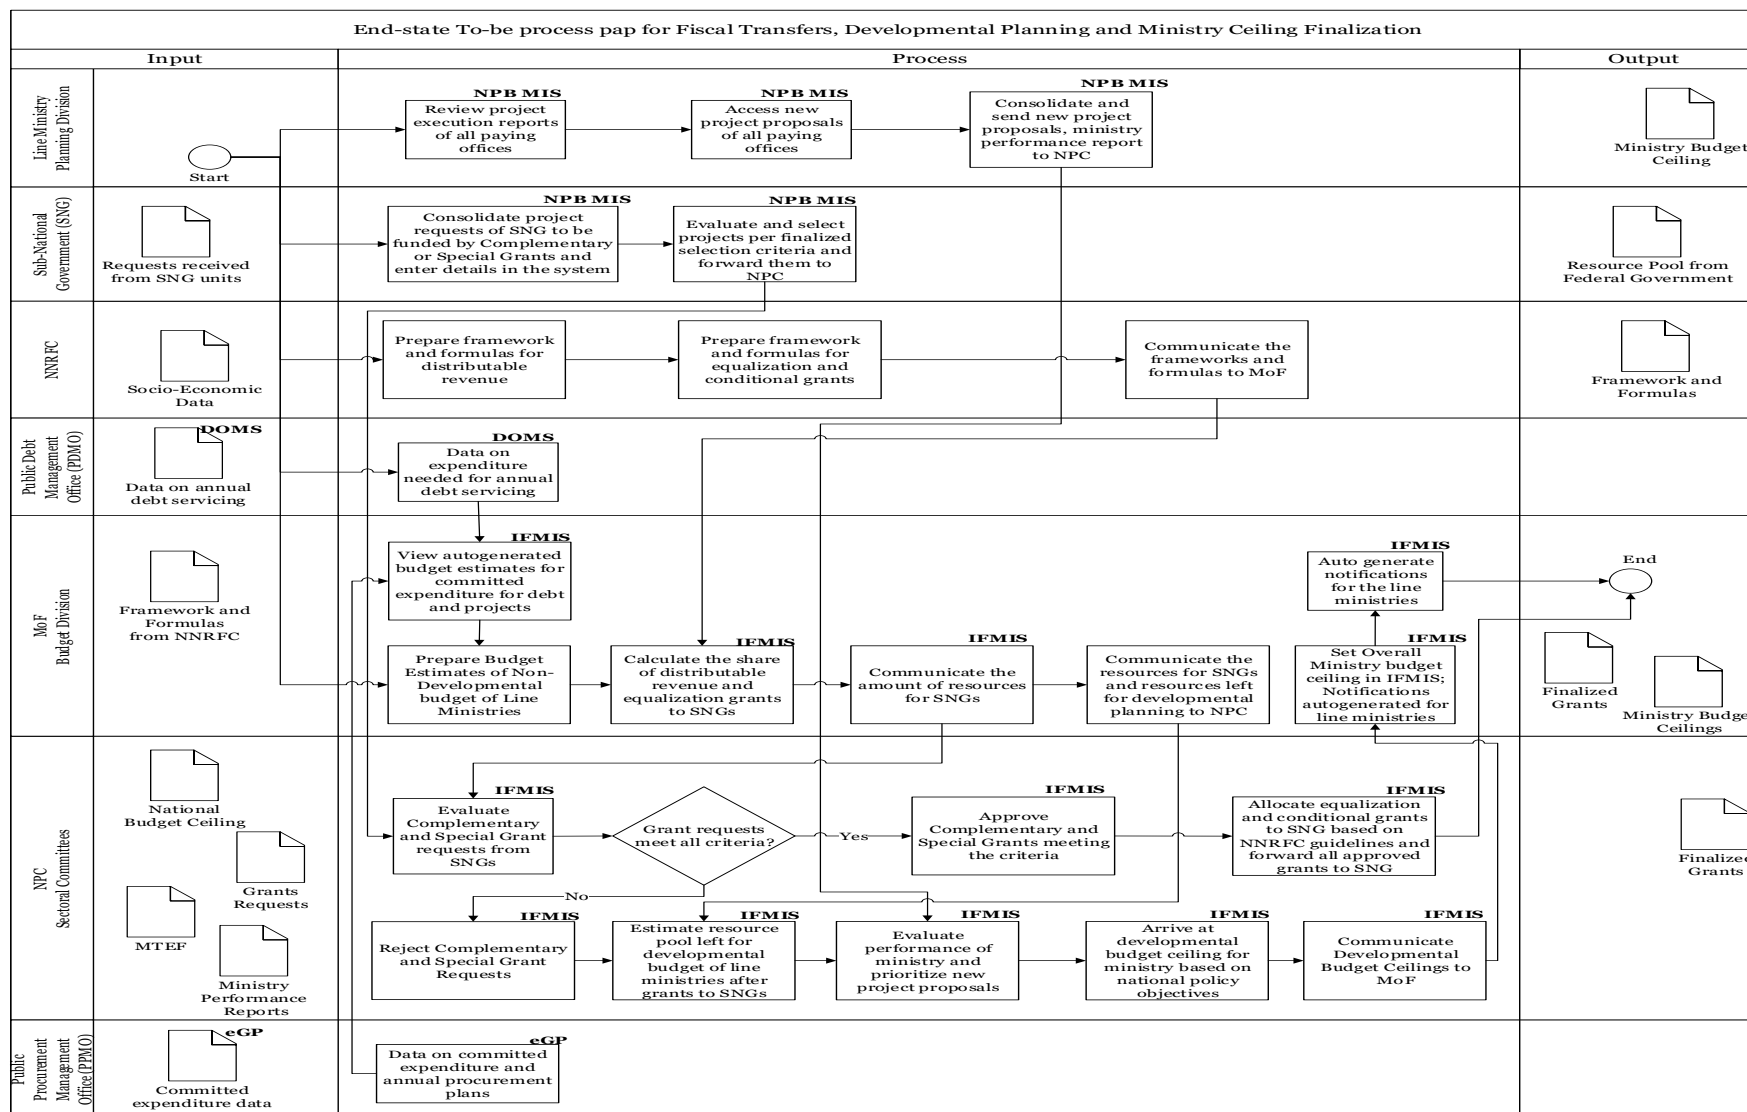 End-state To-be process pap for Fiscal Transfers, Developmental Planning and Ministry Ceiling Finalization
Input
Process
Output
Line Ministry
Planning Division
Start
NPB MIS
Review project
execution reports
of all paying
offices
NPB MIS
Access new
project proposals
of all paying
offices
NPB MIS
Consolidate and
send new project
proposals, ministry
performance report
to NPC
Ministry Budget
Ceiling
Sub-National
Government (SNG)
Requests received
from SNG units
NPB MIS
Consolidate project
requests of SNG to be
funded by Complementary
or Special Grants and
enter details in the system
NPB MIS
Evaluate and select
projects per finalized
selection criteria and
forward them to
NPC
Resource Pool from
Federal Government
NNRFC
Socio-Economic
Data
Prepare framework
and formulas for
distributable
revenue
Prepare framework
and formulas for
equalization and
conditional grants
Communicate the
frameworks and
formulas to MoF
Framework and
Formulas
Public Debt
Management
Office (PDMO)
DOMS
Data on annual
debt servicing
DOMS
Data on
expenditure
needed for annual
debt servicing
MoF
Budget Division
Framework and
Formulas
from NNRFC
IFMIS
View autogenerated
budget estimates for
committed
expenditure for debt
and projects
IFMIS
Auto generate
notifications
for the line
ministries
End
Prepare Budget
Estimates of Non-
Developmental
budget of Line
Ministries
IFMIS
Calculate the share
of distributable
revenue and
equalization grants
to SNGs
IFMIS
Communicate the
amount of resources
for SNGs
Communicate the
resources for SNGs
and resources left
for developmental
planning to NPC
IFMIS
Set Overall
Ministry budget
ceiling in IFMIS;
Notifications
autogenerated for
line ministries
Finalized
Grants
Ministry Budge
Ceilings
NPC
Sectoral Committees
National
Budget Ceiling
Grants
Requests
MTEF
Ministry
Performance
Reports
IFMIS
Evaluate
Complementary
and Special Grant
requests from
SNGs
Grant requests
meet all criteria?
Yes
No
IFMIS
Approve
Complementary and
Special Grants meeting
the criteria
IFMIS
Allocate equalization
and conditional grants
to SNG based on
NNRFC guidelines and
forward all approved
grants to SNG
Finalized
Grants
IFMIS
Reject Complementary
and Special Grant
Requests
IFMIS
Estimate resource
pool left for
developmental
budget of line
ministries after
grants to SNGs
IFMIS
Evaluate
performance of
ministry and
prioritize new
project proposals
IFMIS
Arrive at
developmental
budget ceiling for
ministry based on
national policy
objectives
IFMIS
Communicate
Developmental
Budget Ceilings to
MoF
Public
Procurement
Management
Office (PPMO)
eGP
Committed
expenditure data
eGP
Data on committed
expenditure and
annual procurement
plans